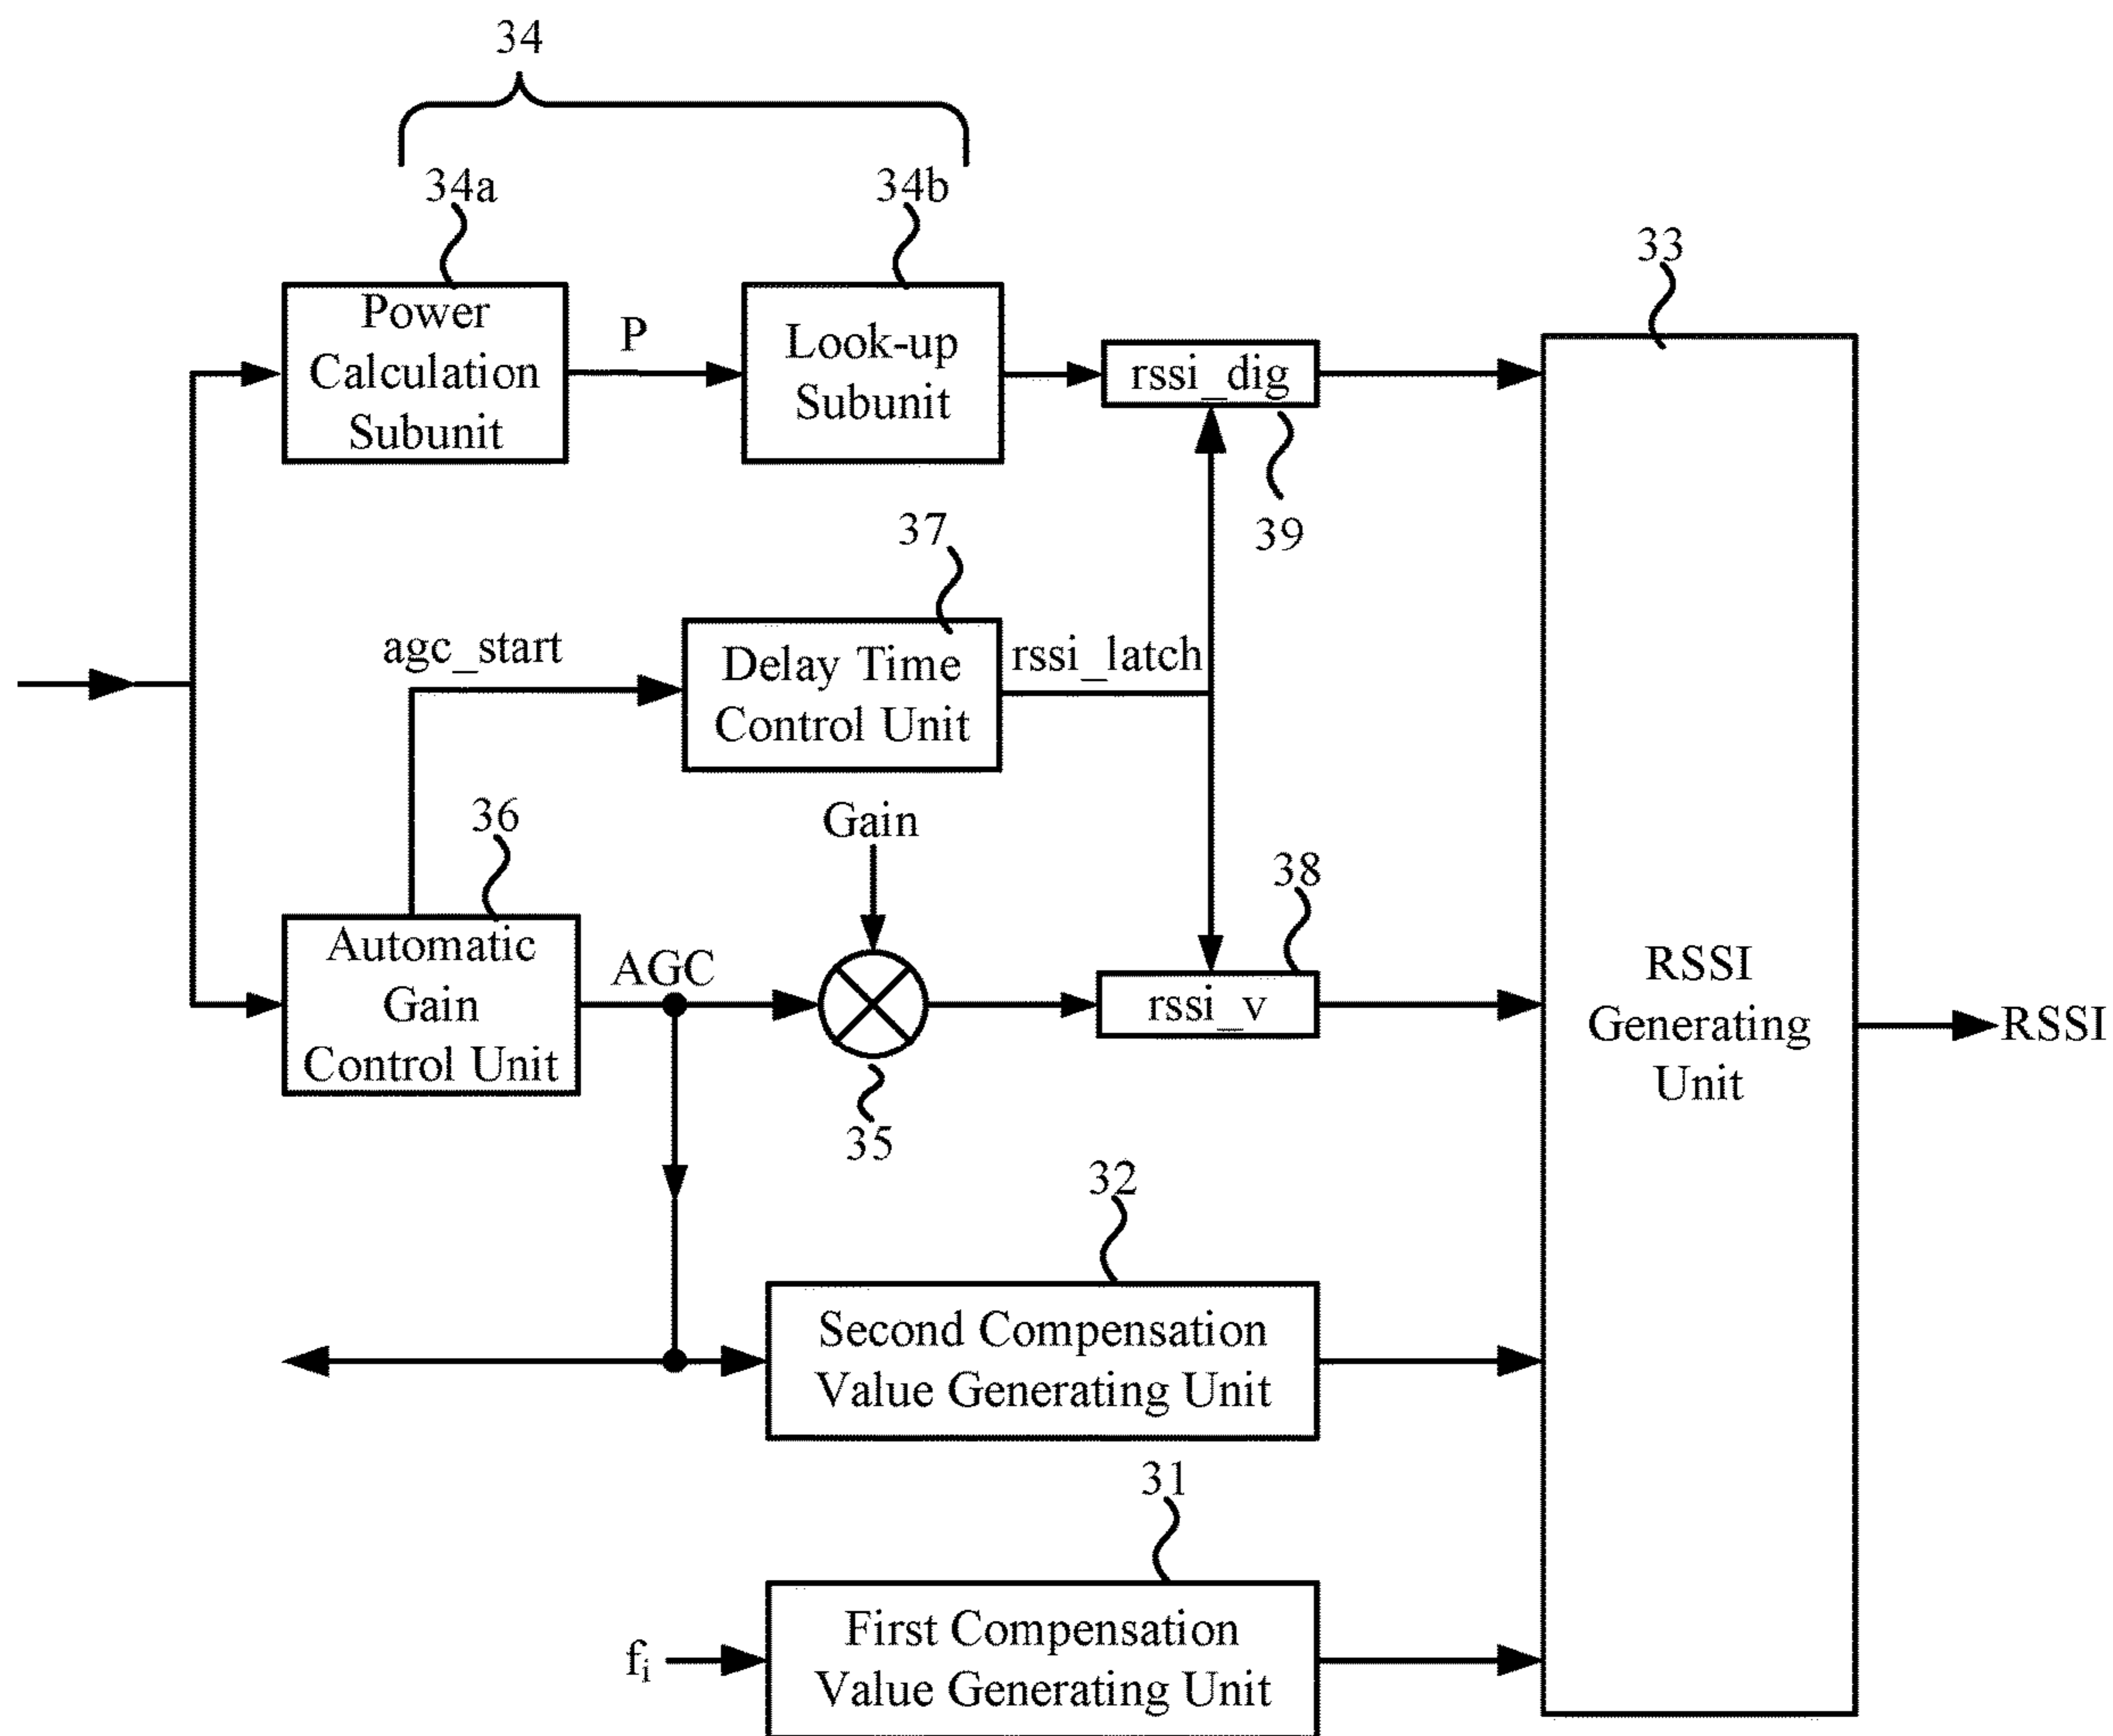 34
34a
34b
33
Power
Calculation
Subunit
P
Look-up
Subunit
rssi_dig
39
37
agc_start
Delay Time
Control Unit
rssi_latch
36
Gain
38
Automatic
Gain
Control Unit
AGC
rssi_v
35
RSSI
Generating
Unit
RSSI
32
Second Compensation
Value Generating Unit
31
fi
First Compensation
Value Generating Unit